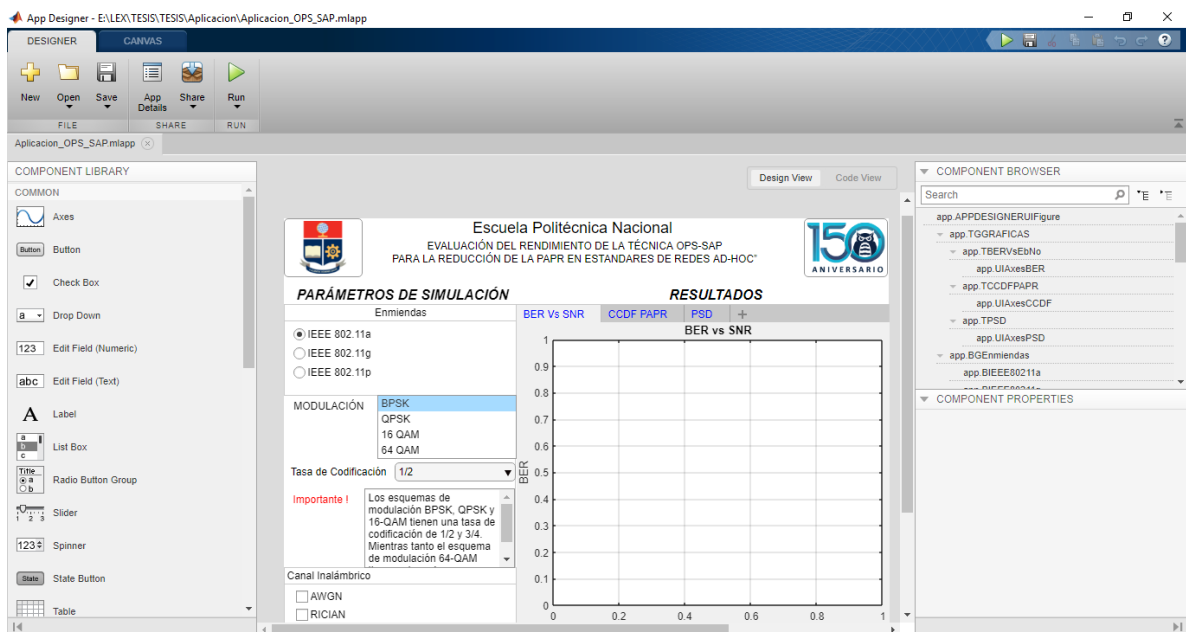 App Designer - E:\LEX\TESIS\TESIS\Aplicacion\Aplicacion_OPS_SAP.mlapp
DESIGNER CANVAS
New Open Save App Details Share Run
FILE SHARE RUN
Aplicacion_OPS_SAP.mlapp
COMPONENT LIBRARY
COMMON
Axes
Button Button
Check Box
a Drop Down
123 Edit Field (Numeric)
abc Edit Field (Text)
A Label
a b c List Box
Title a b Radio Button Group
1 2 3 Slider
123 Spinner
State State Button
Table
Design View Code View
Escuela Politécnica Nacional
EVALUACIÓN DEL RENDIMIENTO DE LA TÉCNICA OPS-SAP
PARA LA REDUCCIÓN DE LA PAPR EN ESTANDARES DE REDES AD-HOC"
150
ANIVERSARIO
PARÁMETROS DE SIMULACIÓN
Enmiendas
IEEE 802.11a
IEEE 802.11g
IEEE 802.11p
MODULACIÓN
BPSK
QPSK
16 QAM
64 QAM
Tasa de Codificación 1/2
Importante !
Los esquemas de
modulación BPSK, QPSK y
16-QAM tienen una tasa de
codificación de 1/2 y 3/4.
Mientras tanto el esquema
de modulación 64-QAM
Canal Inalámbrico
AWGN
RICIAN
RESULTADOS
BER Vs SNR CCDF PAPR PSD +
BER vs SNR
BER
1
0.9
0.8
0.7
0.6
0.5
0.4
0.3
0.2
0.1
0
0 0.2 0.4 0.6 0.8 1
COMPONENT BROWSER
Search
app.APPDESIGNERUIFigure
app.TGGRAFICAS
app.TBERVsEbNo
app.UIAxesBER
app.TCCDFPAPR
app.UIAxesCCDF
app.TPSD
app.UIAxesPSD
app.BGEnmiendas
app.BIEEE80211a
COMPONENT PROPERTIES